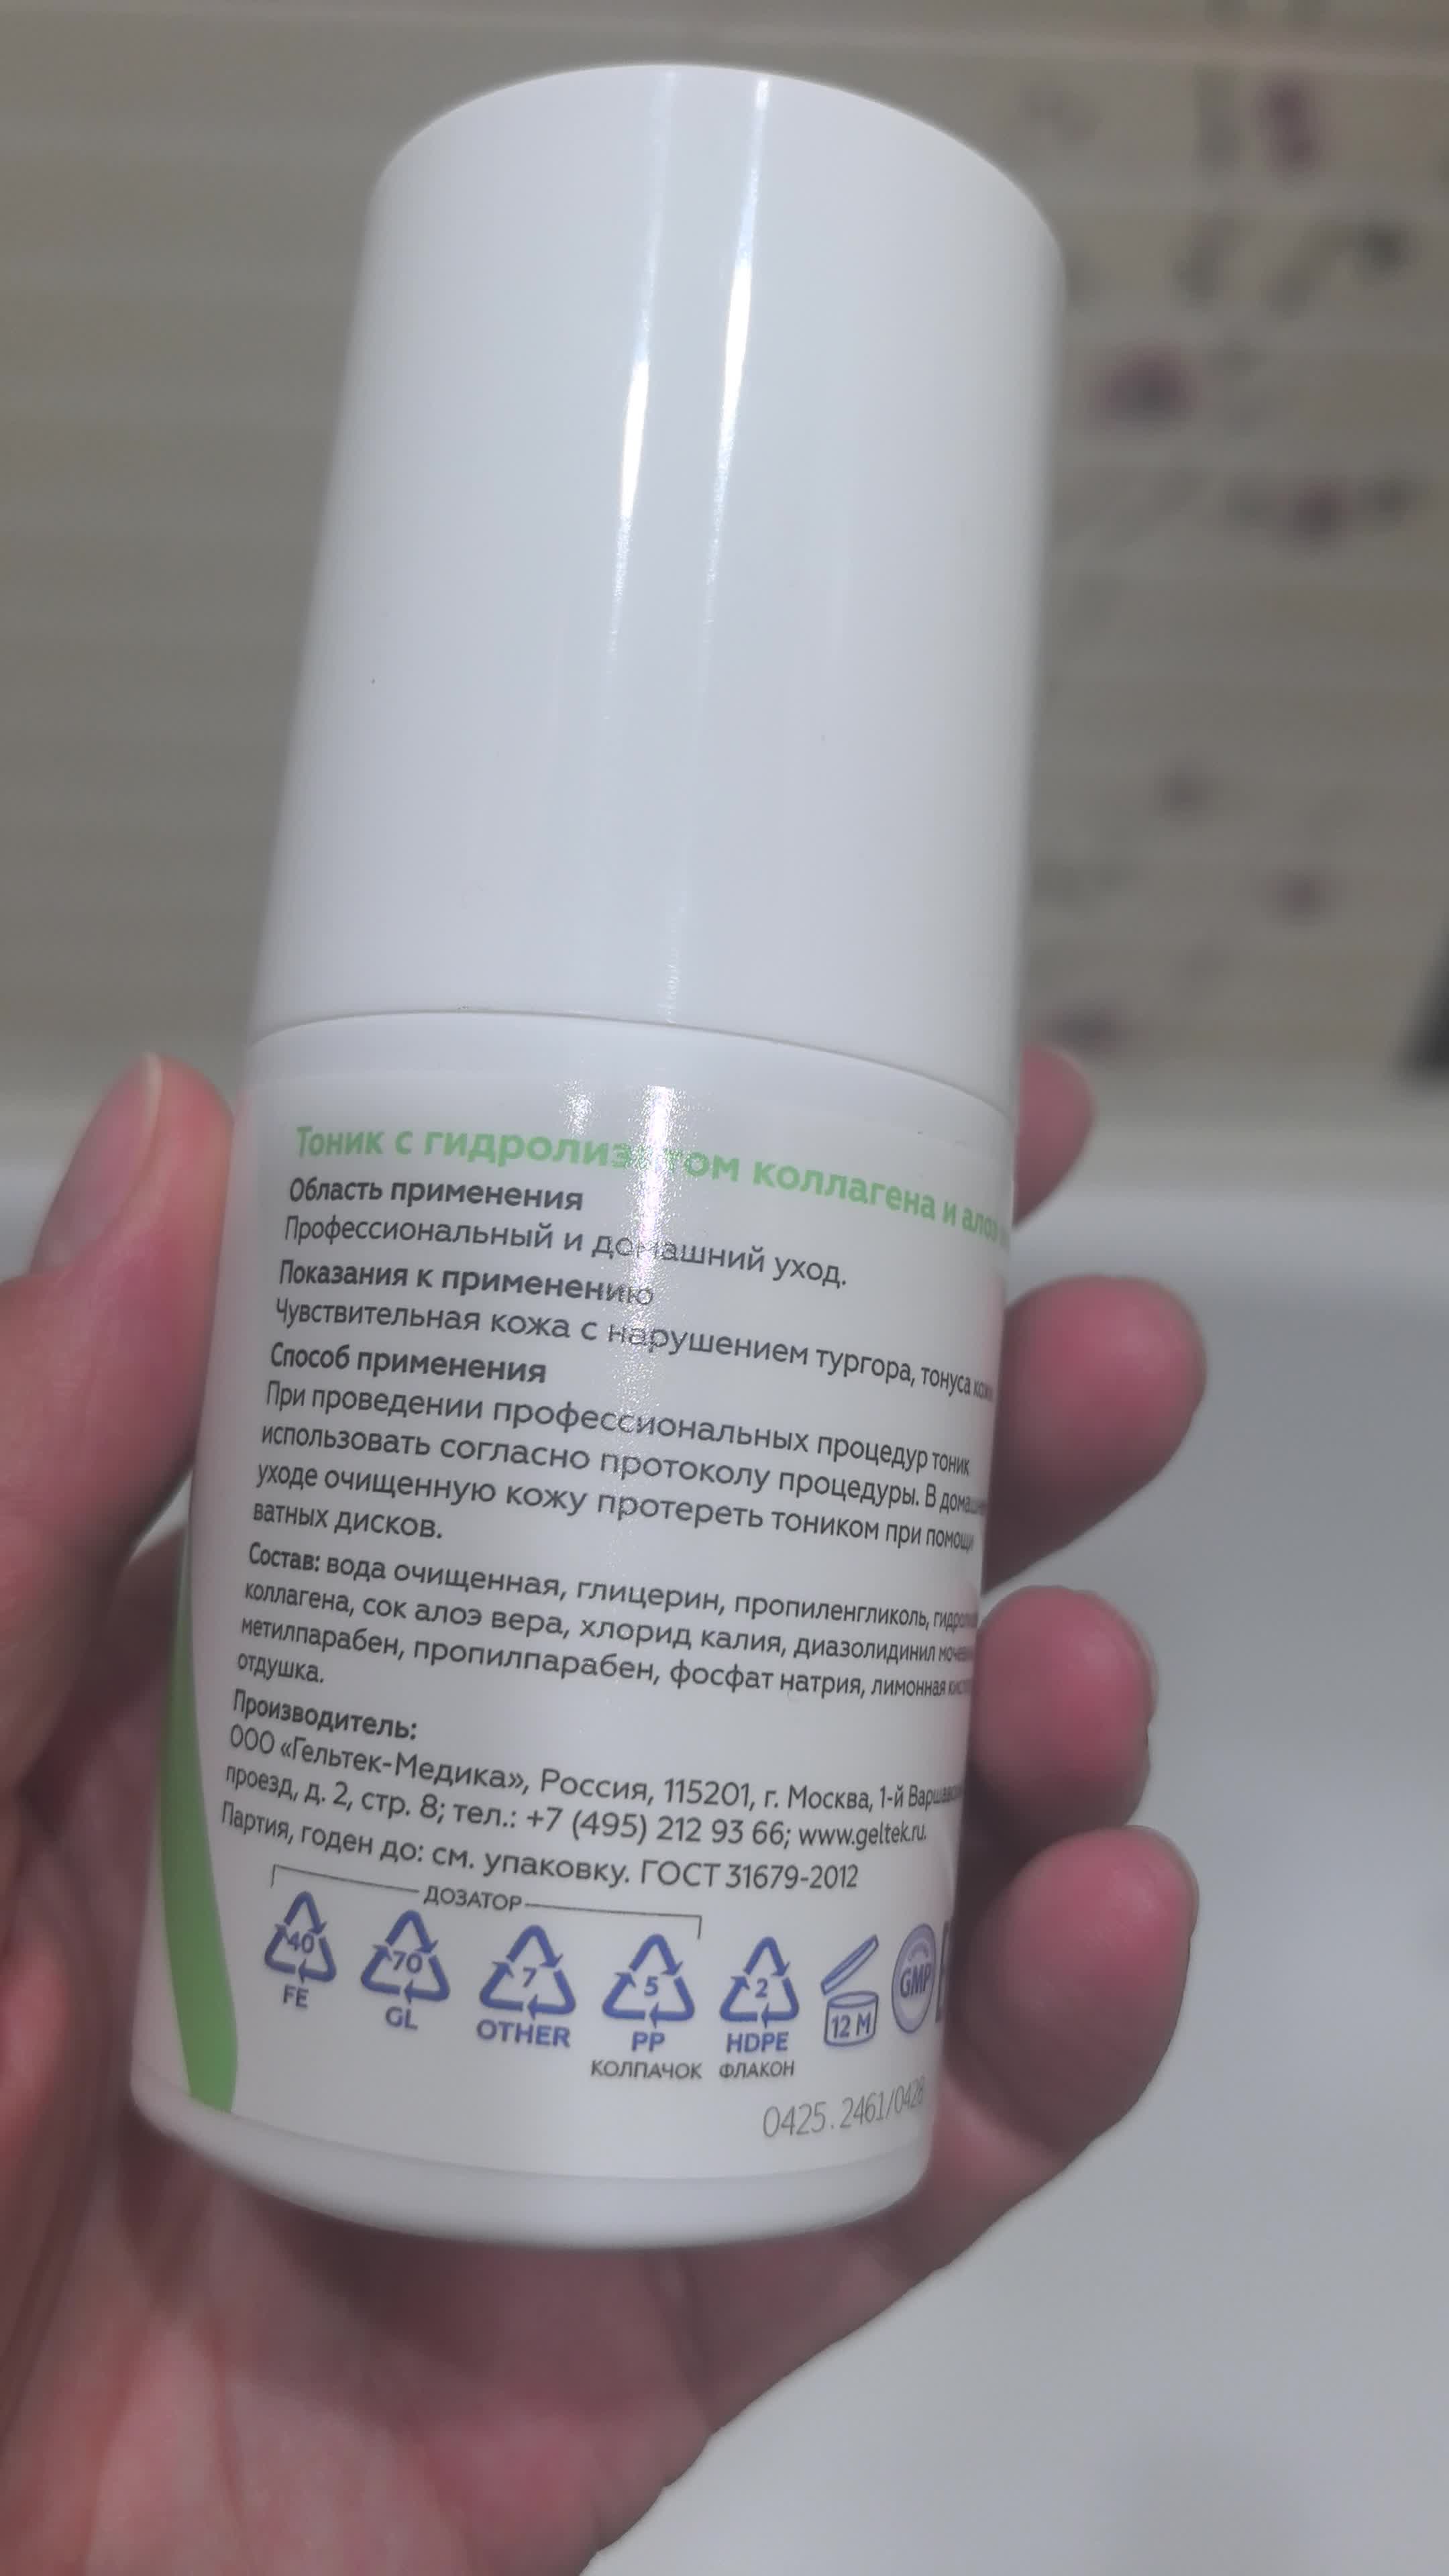 Тоник с гидролизатом коллагена и алоэ
Область применения
Профессиональный и домашний уход.
Показания к применению
Чувствительная кожа с нарушением тургора, тонуса кожи
Способ применения
При проведении профессиональных процедур тоник
использовать согласно протоколу процедуры. В
уходе очищенную кожу протереть тоником при помощи
ватных дисков.
Состав: вода очищенная, глицерин, пропиленгликоль,
коллагена, сок алоэ вера, хлорид калия, диазолидинил
метилпарабен, пропилпарабен, фосфат натрия, лимонная
отдушка.
Производитель:
ООО «Гельтек-Медика», Россия, 115201, г. Москва, 1-й
проезд, д. 2, стр. 8; тел.: +7 (495) 212 93 66; www.geltek.ru.
Партия, годен до: см. упаковку. ГОСТ 31679-2012
ДОЗАТОР
40 70 7 5 2 12 M GMP
FE GL OTHER PP HDPE
КОЛПАЧОК ФЛАКОН
0425.2461/0428